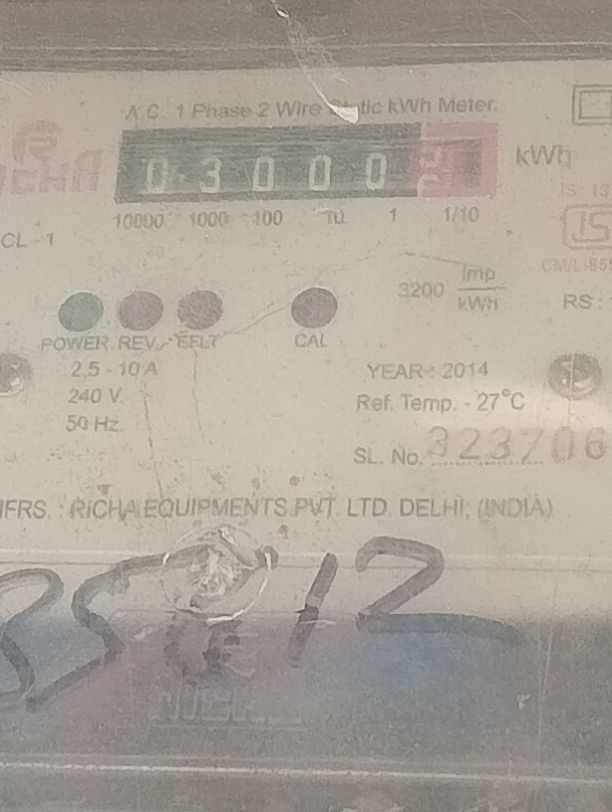 A.C. 1 Phase 2 Wire Static kWh Meter.
0 3 0 0 0
kWh
10000 1000 100 10 1 1/10
CL -1
3200 Imp/kWh
RS:
POWER REV. EFLT CAL
2.5 - 10 A
240 V.
50 Hz.
YEAR : 2014
Ref. Temp. - 27°C
SL. No. 323706
MFRS. : RICHA EQUIPMENTS PVT. LTD. DELHI, (INDIA)
12